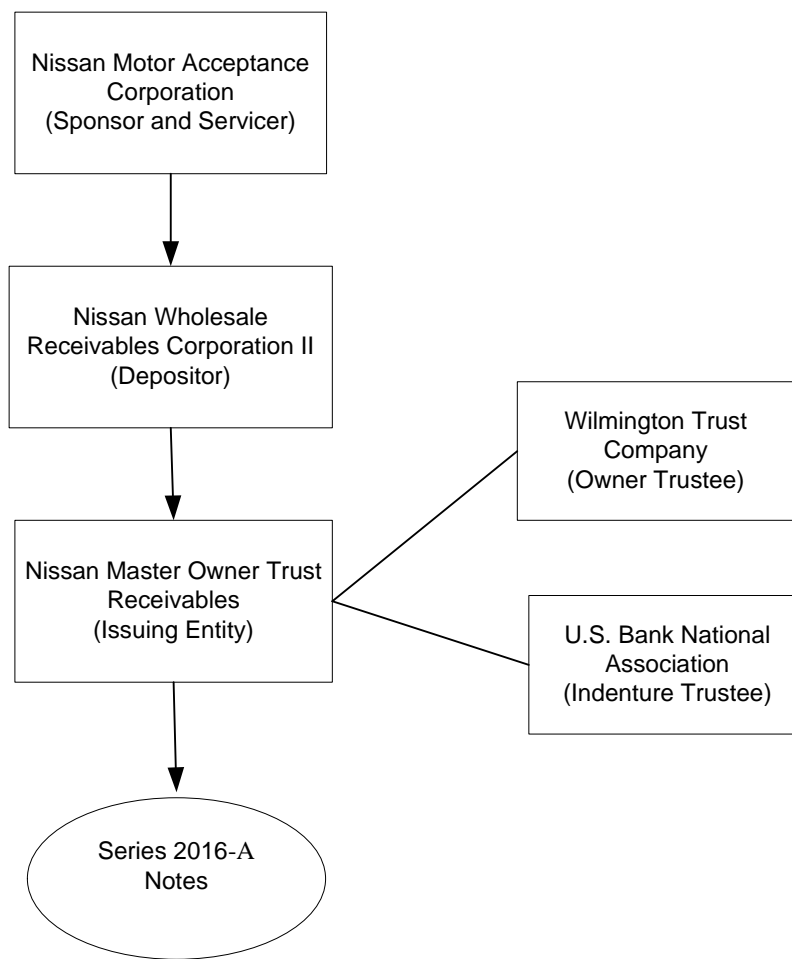 Nissan Motor Acceptance
Corporation
(Sponsor and Servicer)
Nissan Wholesale
Receivables Corporation II
(Depositor)
Wilmington Trust
Company
(Owner Trustee)
Nissan Master Owner Trust
Receivables
(Issuing Entity)
U.S. Bank National
Association
(Indenture Trustee)
Series 2016-A
Notes